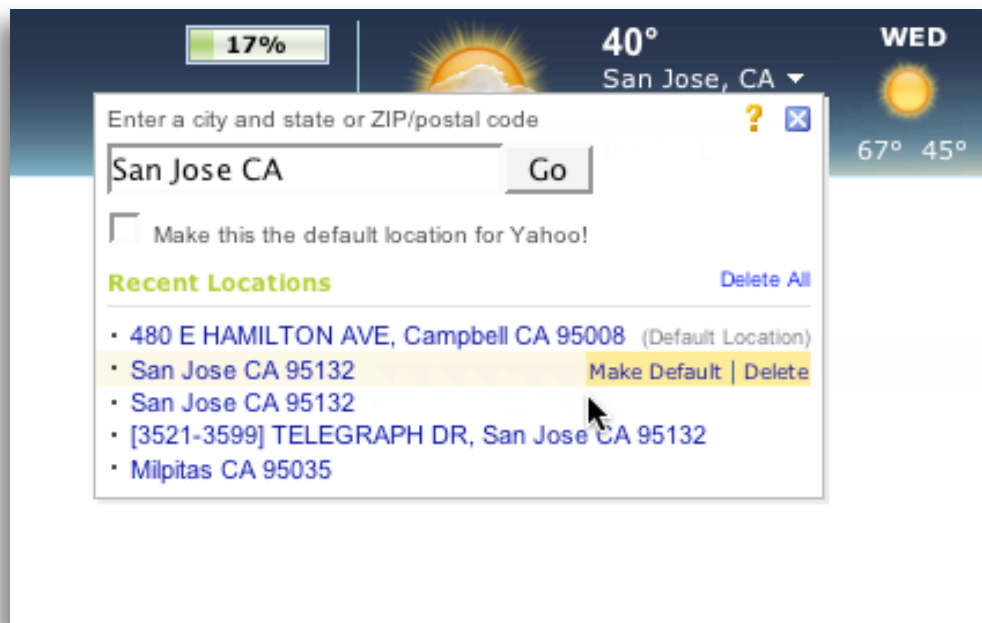 17%
40°
San Jose, CA
WED
67° 45°
Enter a city and state or ZIP/postal code
?
San Jose CA
Go
Make this the default location for Yahoo!
Recent Locations
Delete All
· 480 E HAMILTON AVE, Campbell CA 95008 (Default Location)
· San Jose CA 95132 Make Default | Delete
· San Jose CA 95132
· [3521-3599] TELEGRAPH DR, San Jose CA 95132
· Milpitas CA 95035